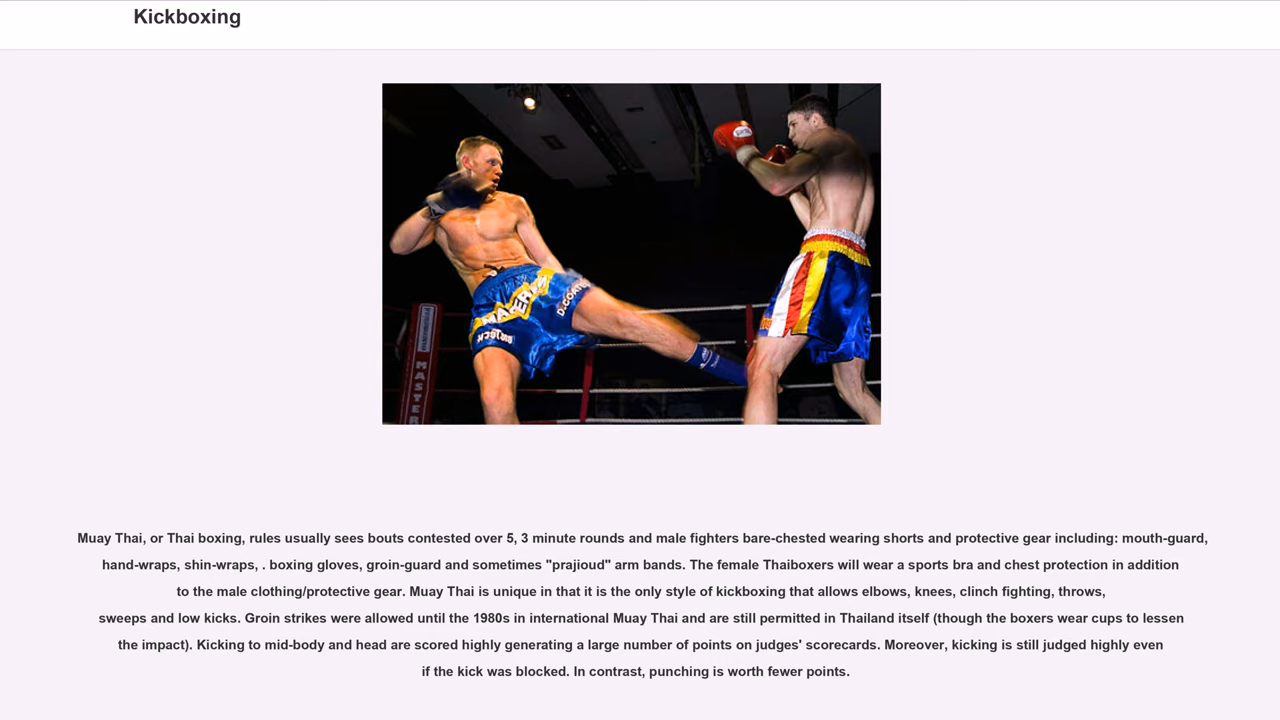 Kickboxing
MASTER
D.COATE
Muay Thai, or Thai boxing, rules usually sees bouts contested over 5, 3 minute rounds and male fighters bare-chested wearing shorts and protective gear including: mouth-guard,
hand-wraps, shin-wraps, . boxing gloves, groin-guard and sometimes "prajioud" arm bands. The female Thaiboxers will wear a sports bra and chest protection in addition
to the male clothing/protective gear. Muay Thai is unique in that it is the only style of kickboxing that allows elbows, knees, clinch fighting, throws,
sweeps and low kicks. Groin strikes were allowed until the 1980s in international Muay Thai and are still permitted in Thailand itself (though the boxers wear cups to lessen
the impact). Kicking to mid-body and head are scored highly generating a large number of points on judges' scorecards. Moreover, kicking is still judged highly even
if the kick was blocked. In contrast, punching is worth fewer points.